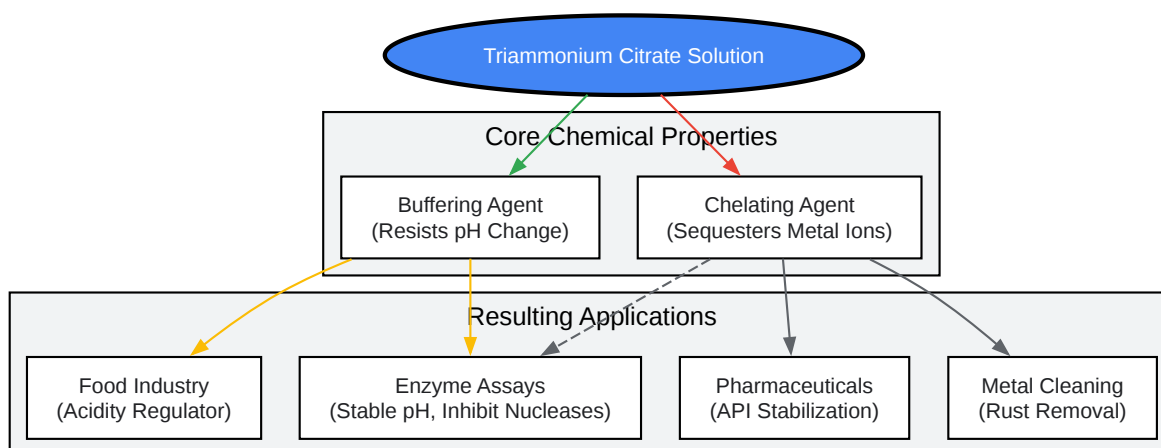 Triammonium Citrate Solution
Core Chemical Properties
Buffering Agent
(Resists pH Change)
Chelating Agent
(Sequesters Metal Ions)
Resulting Applications
Food Industry
(Acidity Regulator)
Enzyme Assays
(Stable pH, Inhibit Nucleases)
Pharmaceuticals
(API Stabilization)
Metal Cleaning
(Rust Removal)